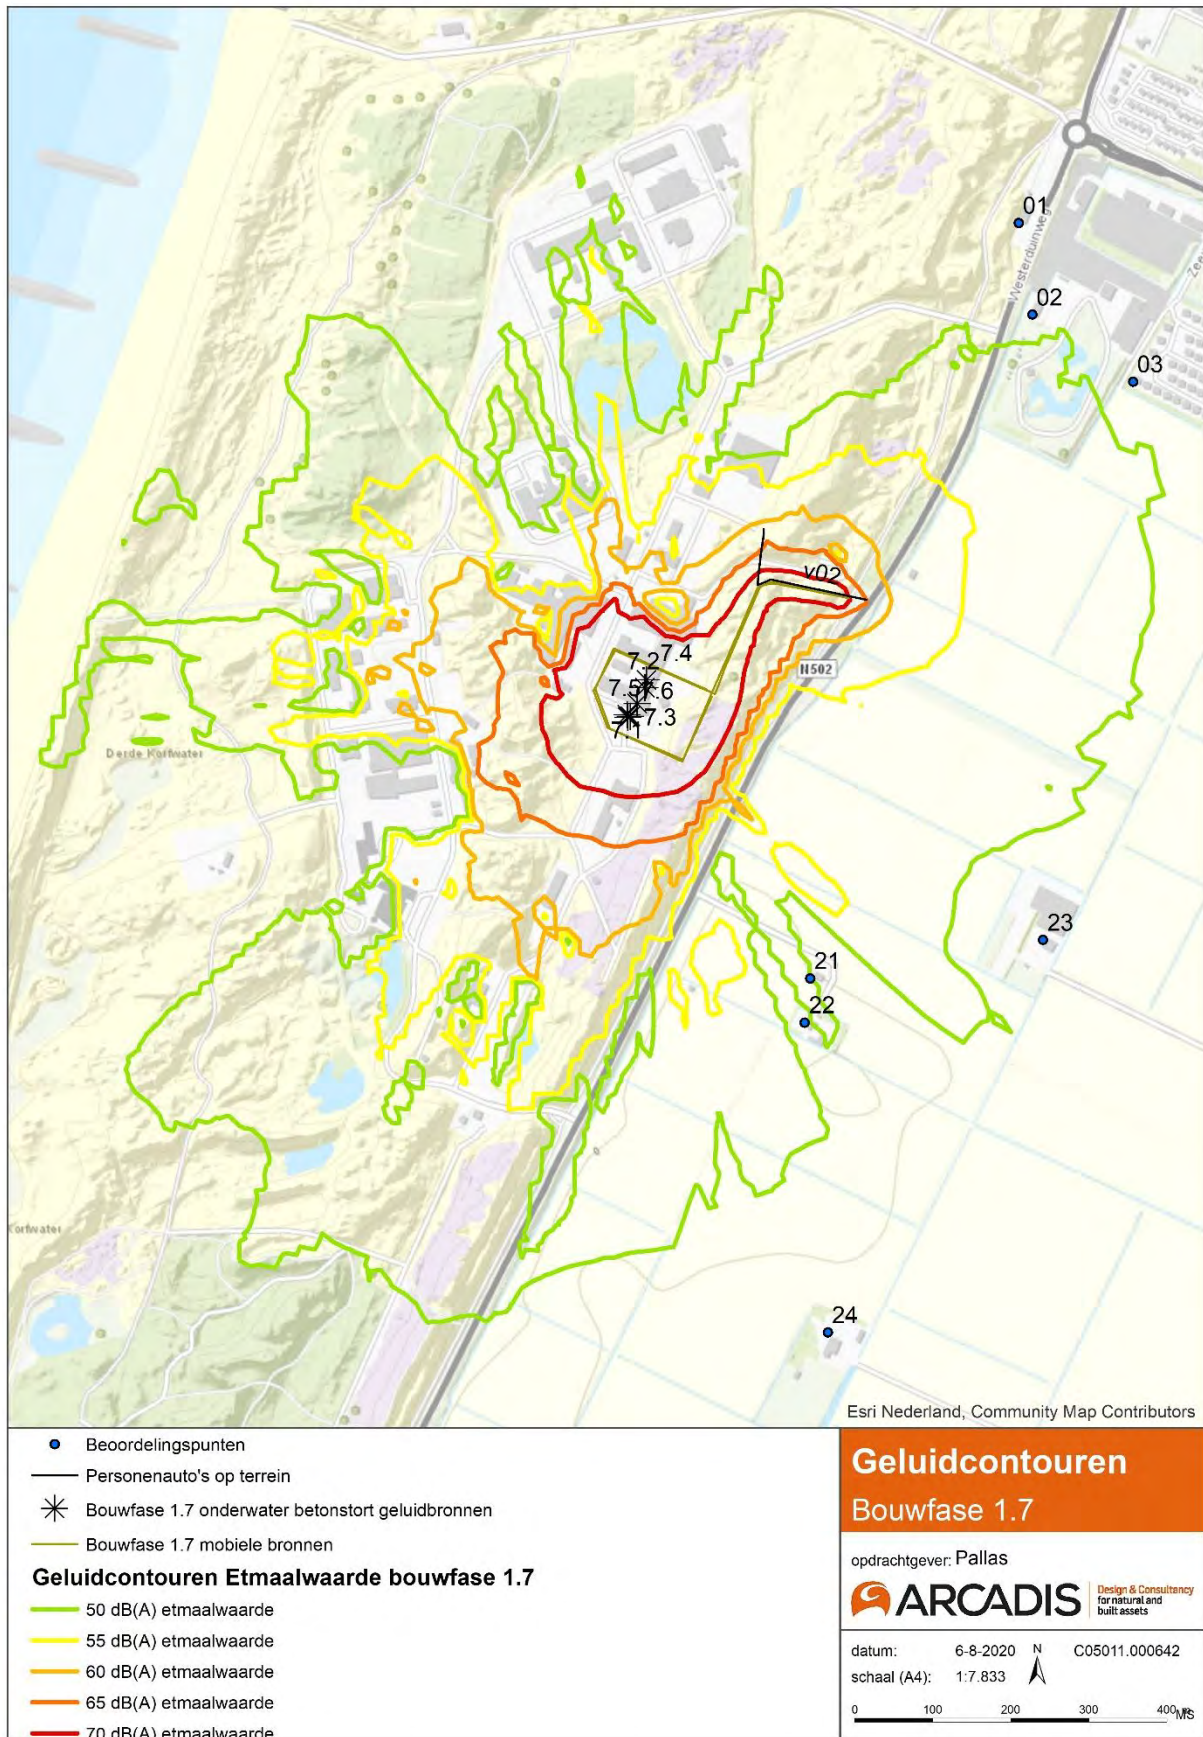 01
Westerduinweg
02
03
v02
7.4
7.2
N502
7.5
7.6
7.3
7.1
Derde Korfwater
23
21
22
Korfwater
24
Esri Nederland, Community Map Contributors
Beoordelingspunten
Personenauto's op terrein
Bouwfase 1.7 onderwater betonstort geluidbronnen
Bouwfase 1.7 mobiele bronnen
Geluidcontouren Etmaalwaarde bouwfase 1.7
50 dB(A) etmaalwaarde
55 dB(A) etmaalwaarde
60 dB(A) etmaalwaarde
65 dB(A) etmaalwaarde
70 dB(A) etmaalwaarde
Geluidcontouren
Bouwfase 1.7
opdrachtgever: Pallas
ARCADIS
Design & Consultancy
for natural and
built assets
datum: 6-8-2020 N C05011.000642
schaal (A4): 1:7.833
0 100 200 300 400